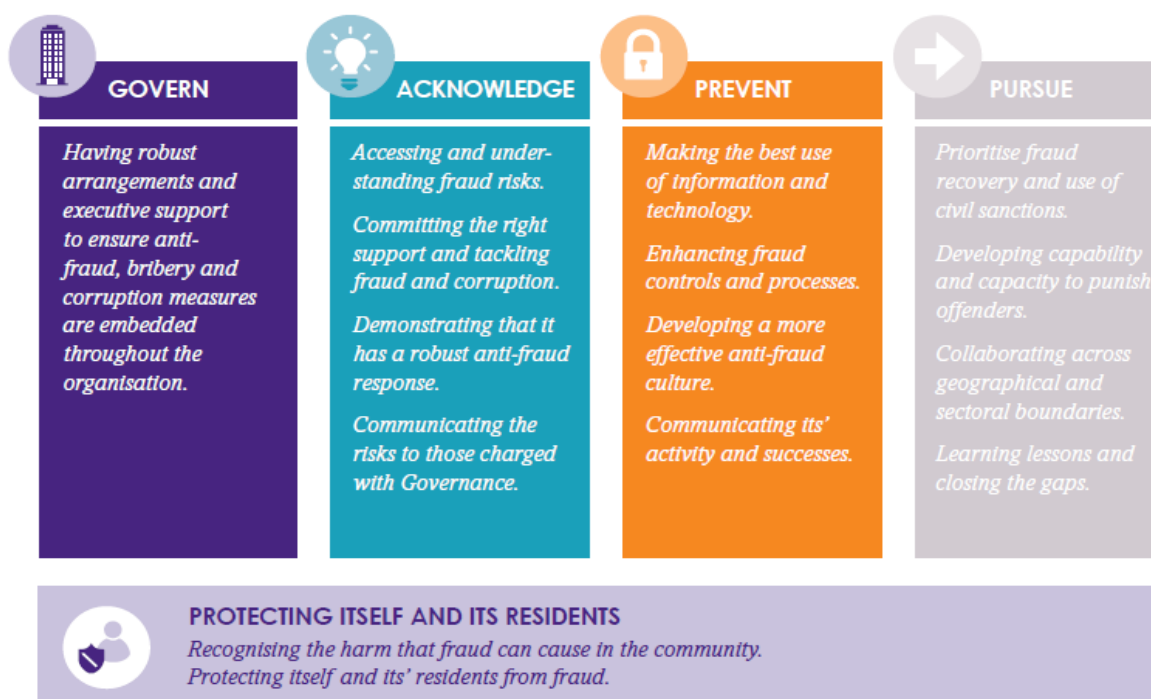 GOVERN
Having robust
arrangements and
executive support
to ensure anti-
fraud, bribery and
corruption measures
are embedded
throughout the
organisation.
ACKNOWLEDGE
Accessing and under-
standing fraud risks.
Committing the right
support and tackling
fraud and corruption.
Demonstrating that it
has a robust anti-fraud
response.
Communicating the
risks to those charged
with Governance.
PREVENT
Making the best use
of information and
technology.
Enhancing fraud
controls and processes.
Developing a more
effective anti-fraud
culture.
Communicating its’
activity and successes.
PURSUE
Prioritise fraud
recovery and use of
civil sanctions.
Developing capability
and capacity to punish
offenders.
Collaborating across
geographical and
sectoral boundaries.
Learning lessons and
closing the gaps.
PROTECTING ITSELF AND ITS RESIDENTS
Recognising the harm that fraud can cause in the community.
Protecting itself and its’ residents from fraud.